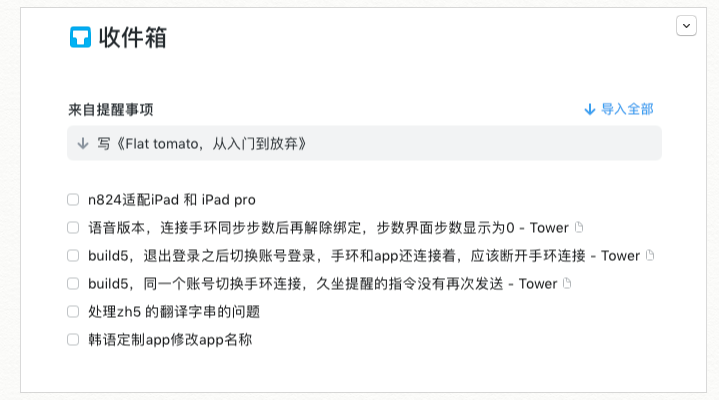 收件箱
来自提醒事项
导入全部
写《Flat tomato，从入门到放弃》
n824适配iPad 和 iPad pro
语音版本，连接手环同步步数后再解除绑定，步数界面步数显示为0 - Tower
build5，退出登录之后切换账号登录，手环和app还连接着，应该断开手环连接 - Tower
build5，同一个账号切换手环连接，久坐提醒的指令没有再次发送 - Tower
处理zh5 的翻译字串的问题
韩语定制app修改app名称